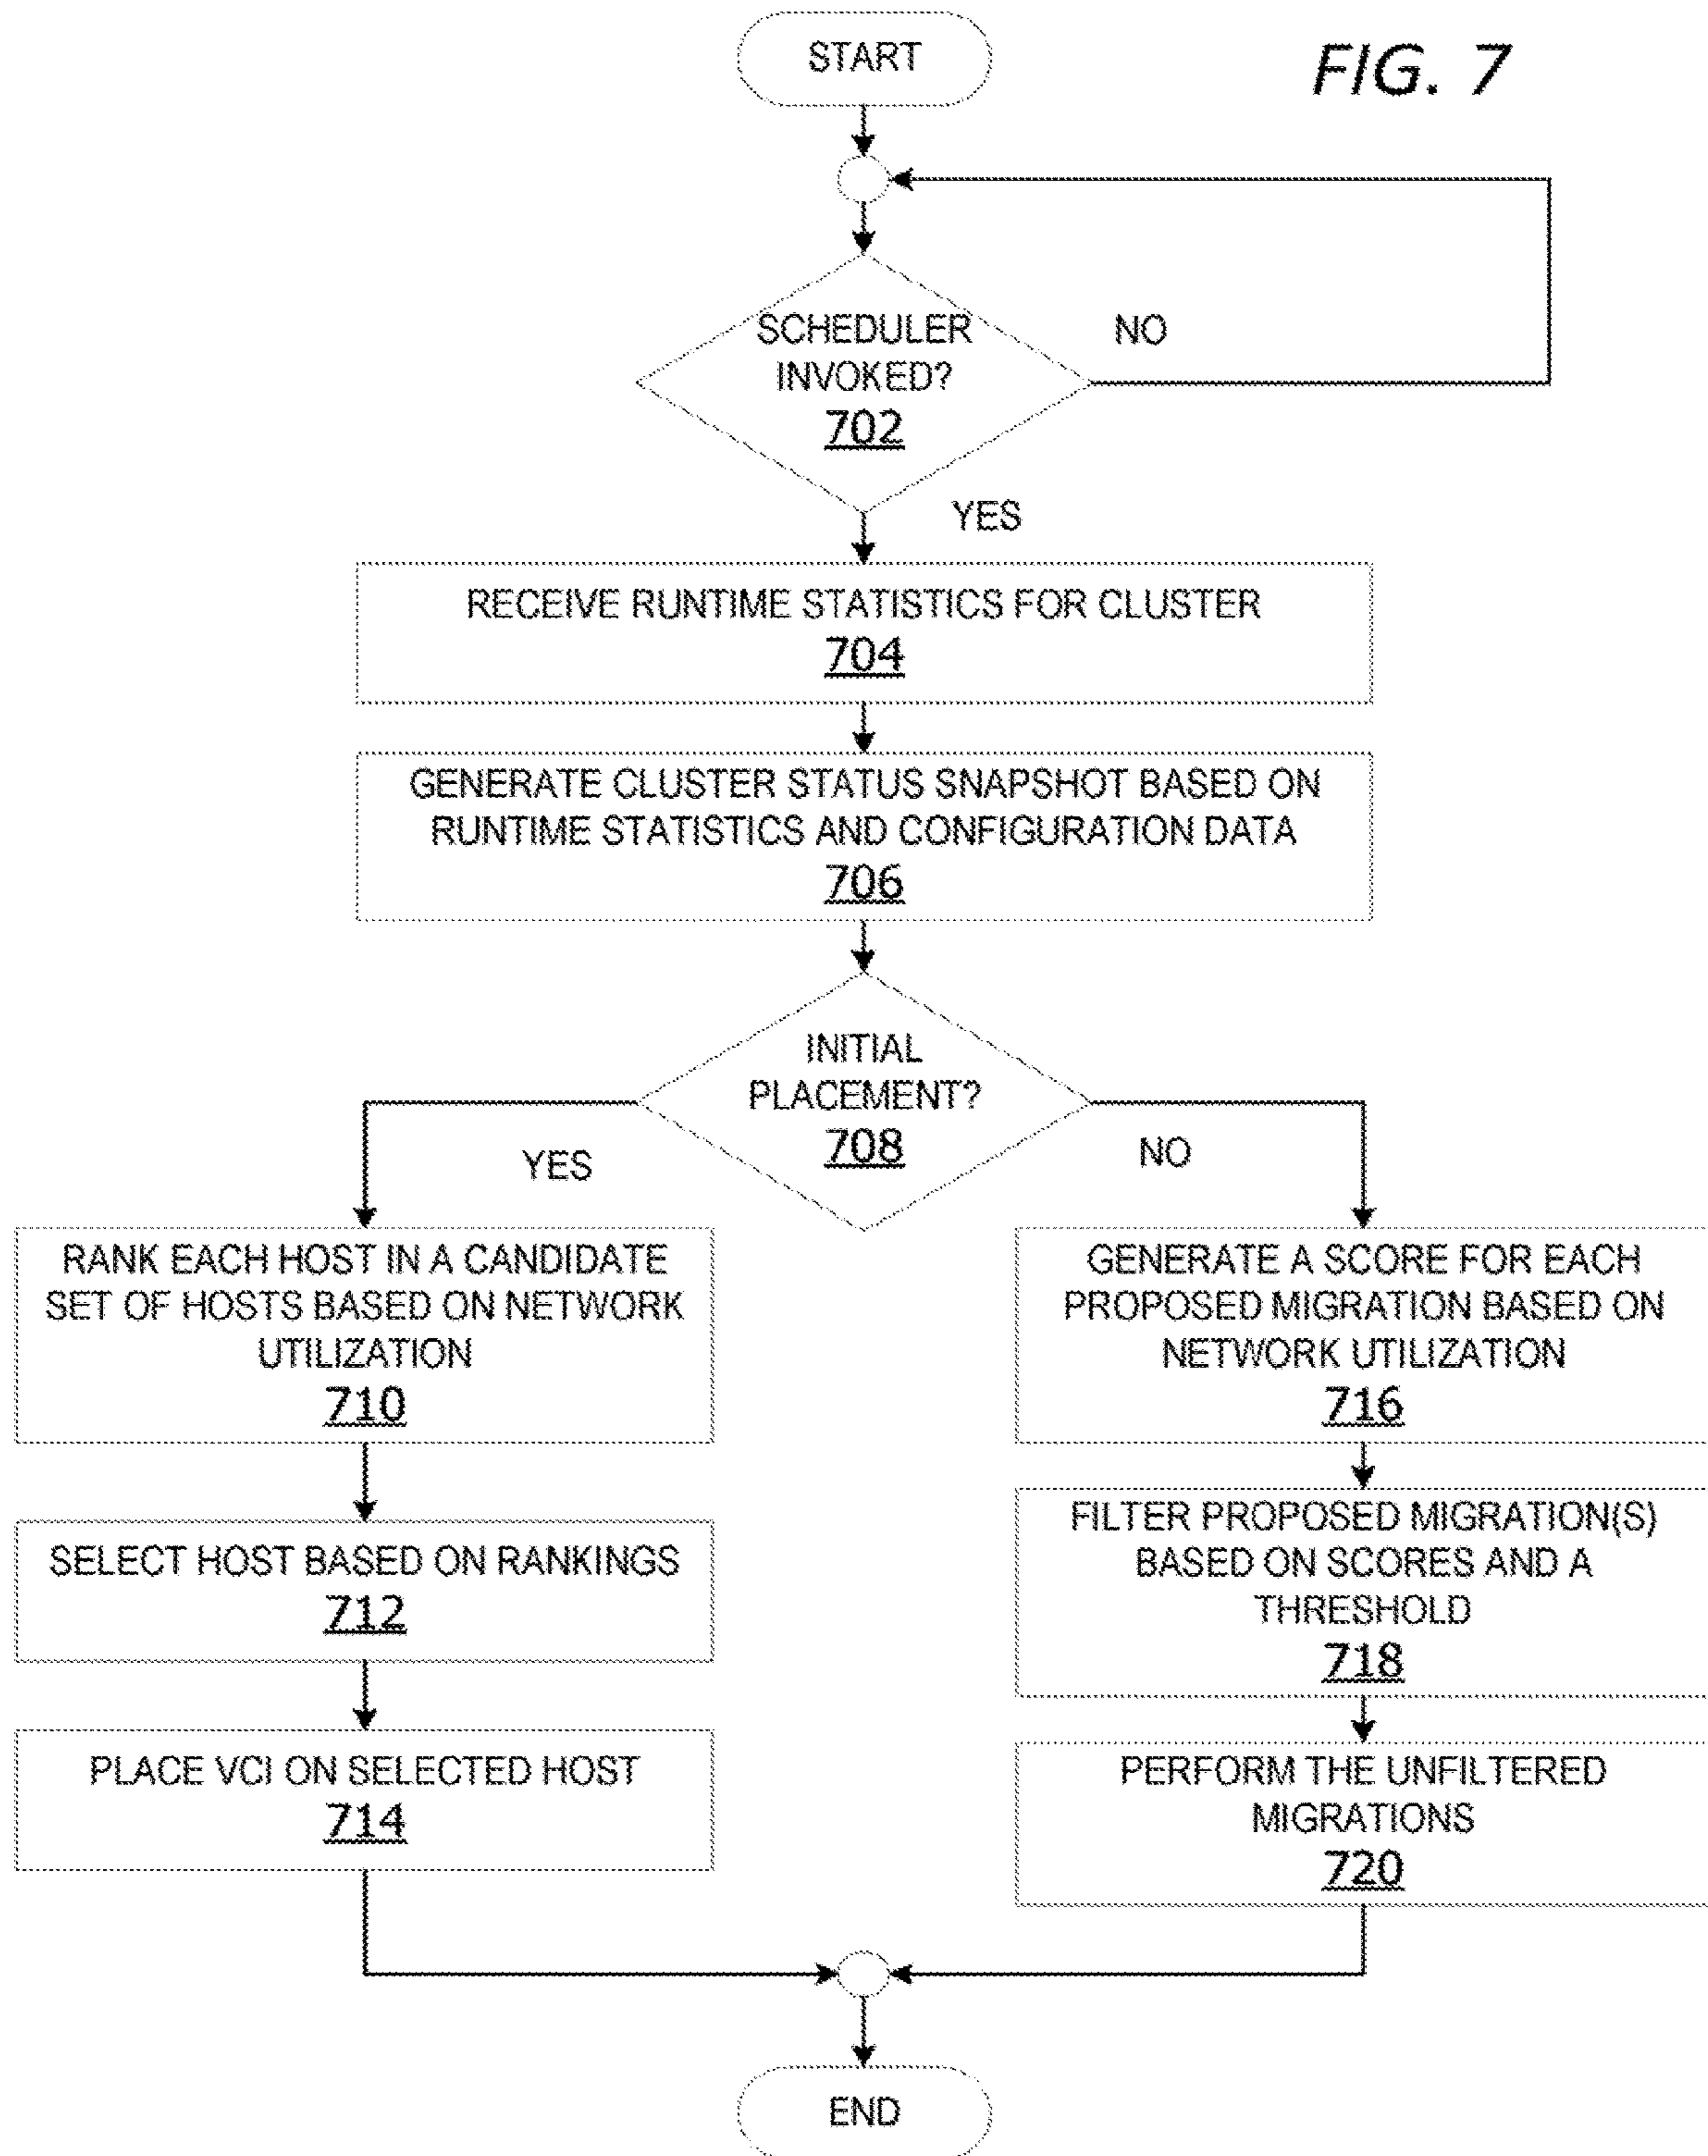 START
FIG. 7
SCHEDULER
INVOKED?
702
NO
YES
RECEIVE RUNTIME STATISTICS FOR CLUSTER
704
GENERATE CLUSTER STATUS SNAPSHOT BASED ON
RUNTIME STATISTICS AND CONFIGURATION DATA
706
INITIAL
PLACEMENT?
708
YES
NO
RANK EACH HOST IN A CANDIDATE
SET OF HOSTS BASED ON NETWORK
UTILIZATION
710
SELECT HOST BASED ON RANKINGS
712
PLACE VCI ON SELECTED HOST
714
GENERATE A SCORE FOR EACH
PROPOSED MIGRATION BASED ON
NETWORK UTILIZATION
716
FILTER PROPOSED MIGRATION(S)
BASED ON SCORES AND A
THRESHOLD
718
PERFORM THE UNFILTERED
MIGRATIONS
720
END